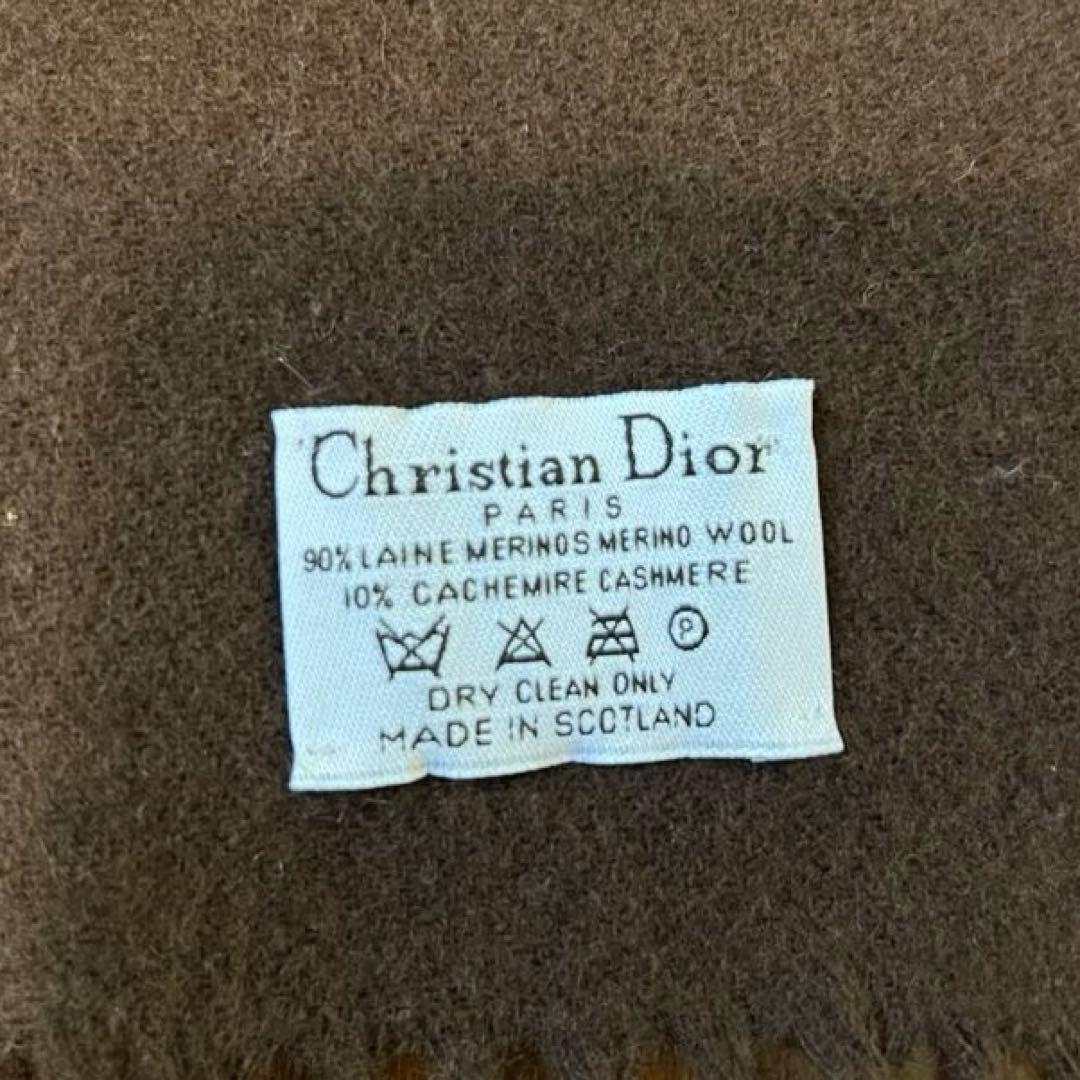 Christian Dior
PARIS
90% LAINE MERINOS MERINO WOOL
10% CACHEMIRE CASHMERE
P
DRY CLEAN ONLY
MADE IN SCOTLAND